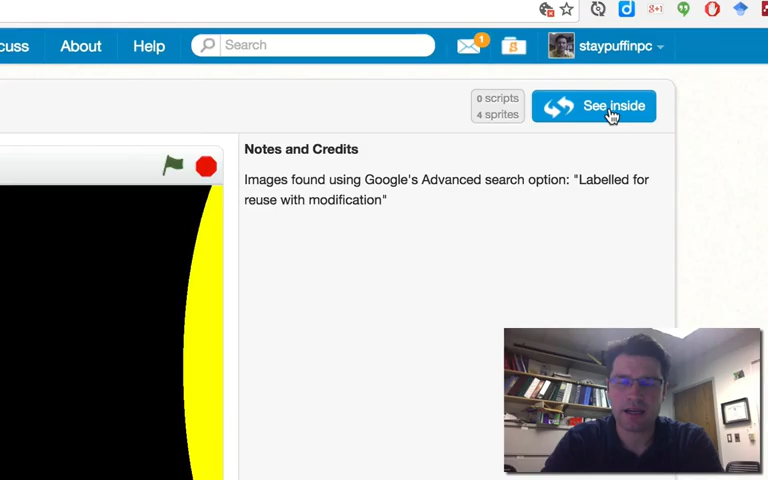 cuss About Help Search 1 staypuffinpc
0 scripts
4 sprites
See inside
Notes and Credits
Images found using Google's Advanced search option: "Labelled for
reuse with modification"